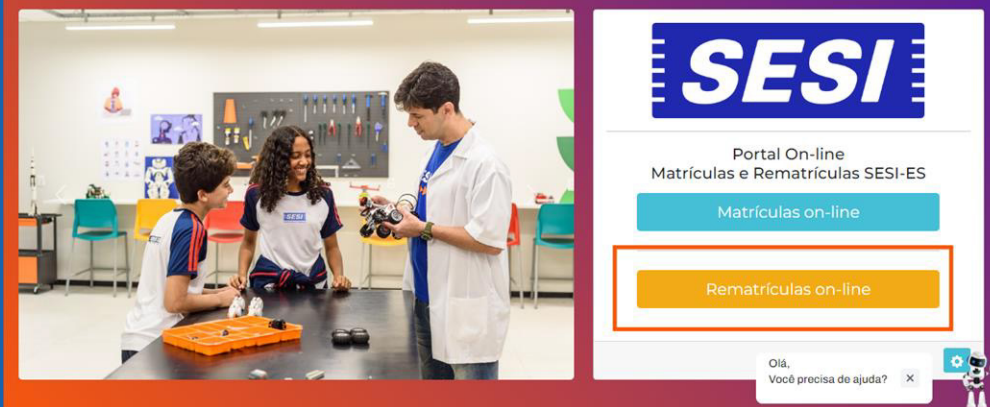 SESI
SESI
Portal On-line
Matrículas e Rematrículas SESI-ES
Matrículas on-line
Rematrículas on-line
Olá,
Você precisa de ajuda?